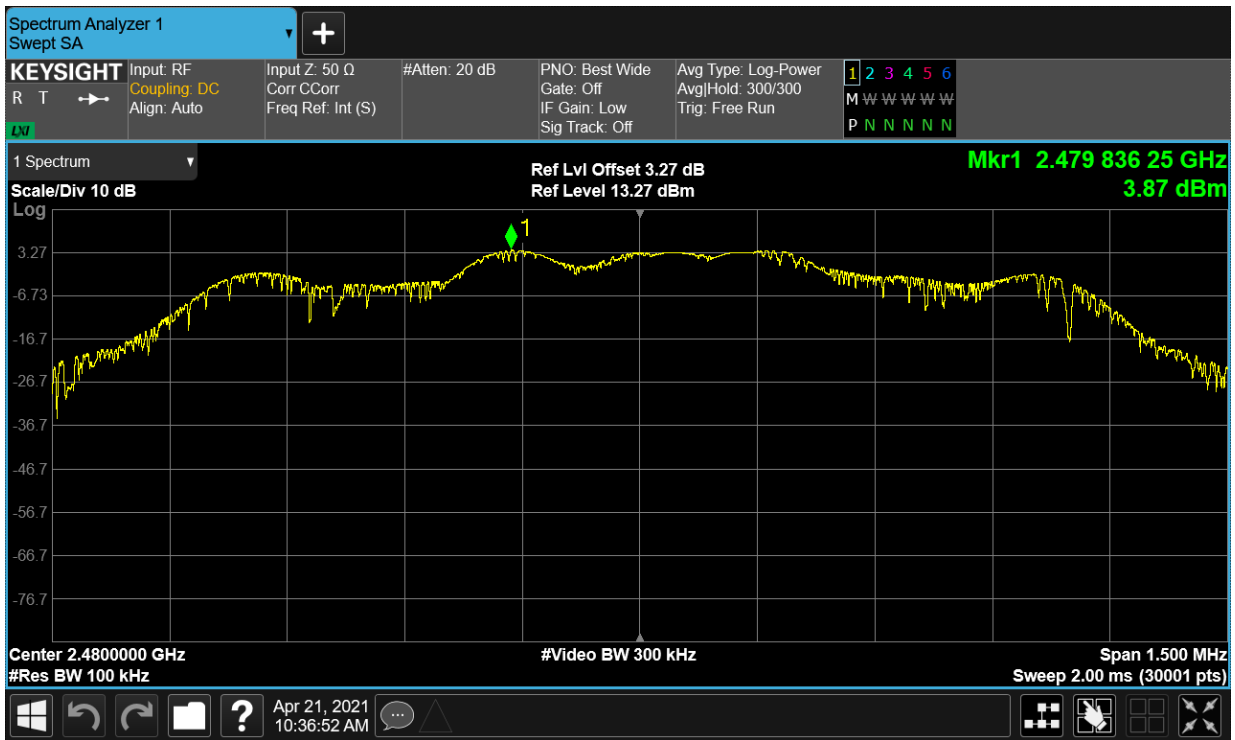 Spectrum Analyzer 1
Swept SA
KEYSIGHT
R T
LXI
Input: RF
Coupling: DC
Align: Auto
Input Z: 50 Ω
Corr CCorr
Freq Ref: Int (S)
#Atten: 20 dB
PNO: Best Wide
Gate: Off
IF Gain: Low
Sig Track: Off
Avg Type: Log-Power
Avg|Hold: 300/300
Trig: Free Run
1 2 3 4 5 6
M W W W W W
P N N N N N
1 Spectrum
Scale/Div 10 dB
Log
Ref Lvl Offset 3.27 dB
Ref Level 13.27 dBm
Mkr1 2.479 836 25 GHz
3.87 dBm
1
3.27
-6.73
-16.7
-26.7
-36.7
-46.7
-56.7
-66.7
-76.7
Center 2.4800000 GHz
#Res BW 100 kHz
#Video BW 300 kHz
Span 1.500 MHz
Sweep 2.00 ms (30001 pts)
?
Apr 21, 2021
10:36:52 AM